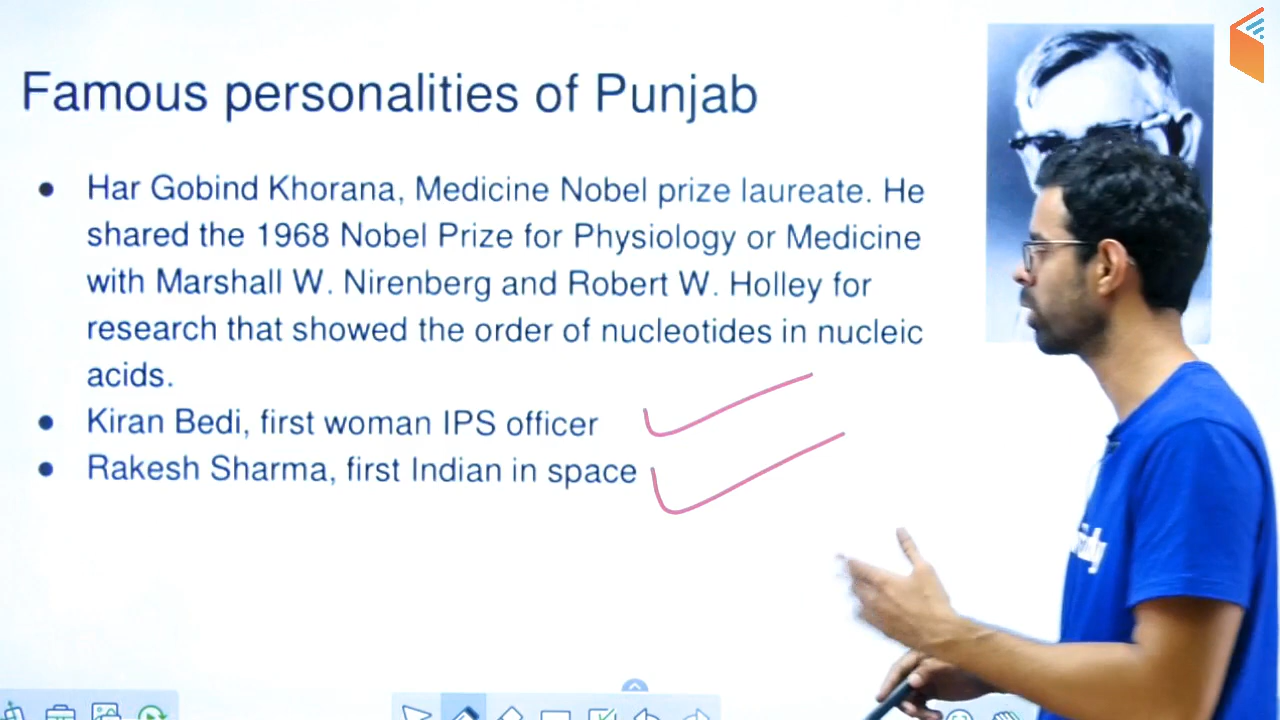 Famous personalities of Punjab
● Har Gobind Khorana, Medicine Nobel prize laureate. He
shared the 1968 Nobel Prize for Physiology or Medicine
with Marshall W. Nirenberg and Robert W. Holley for
research that showed the order of nucleotides in nucleic
acids.
● Kiran Bedi, first woman IPS officer
● Rakesh Sharma, first Indian in space